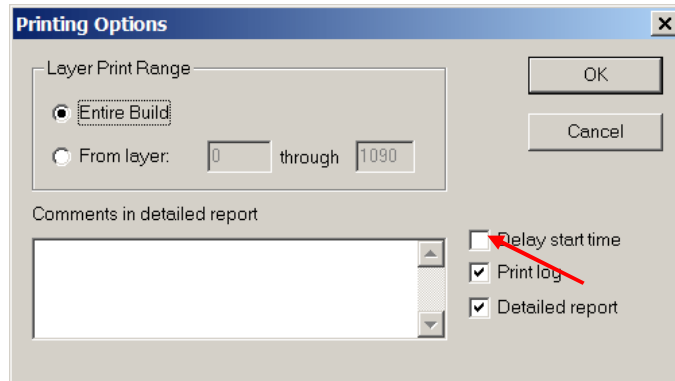 Printing Options
Layer Print Range
Entire Build
From layer: 0 through 1090
OK
Cancel
Comments in detailed report
Delay start time
Print log
Detailed report